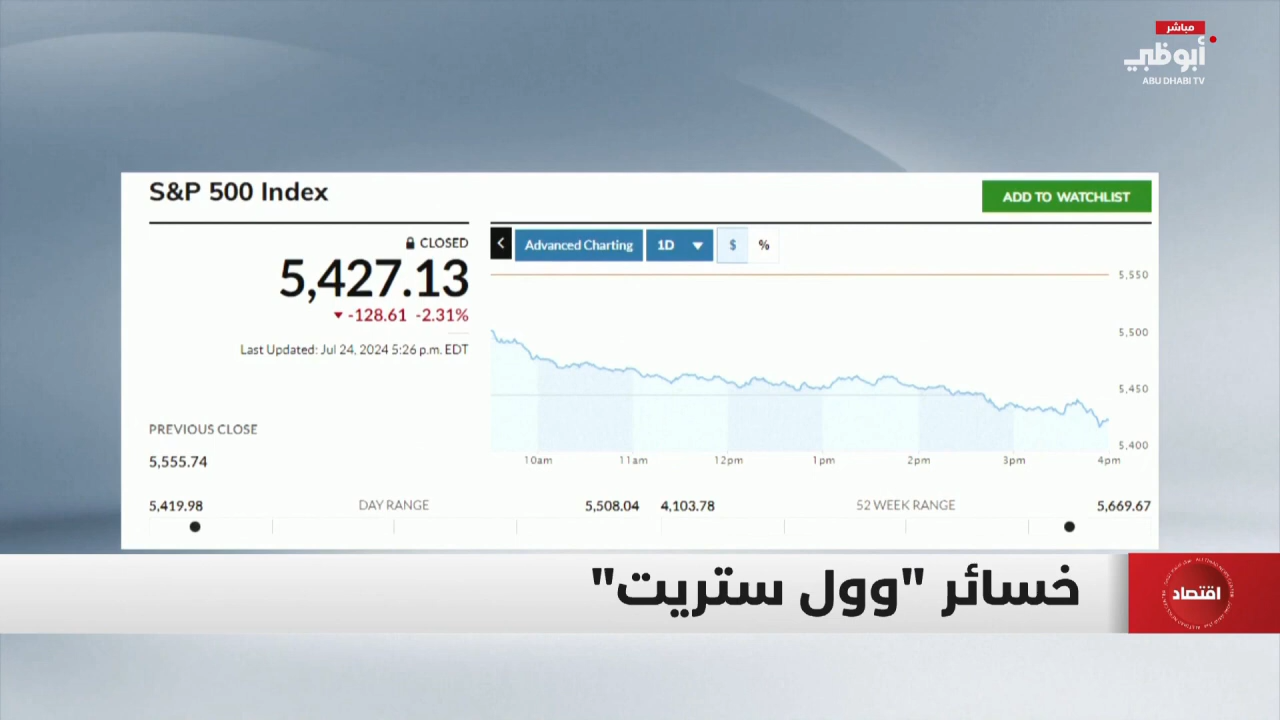 مباشر
أبوظبي
ABU DHABI TV
S&P 500 Index
ADD TO WATCHLIST
CLOSED
5,427.13
-128.61 -2.31%
Last Updated: Jul 24, 2024 5:26 p.m. EDT
Advanced Charting 1D $ %
5,550
5,500
5,450
5,400
10am 11am 12pm 1pm 2pm 3pm 4pm
PREVIOUS CLOSE
5,555.74
5,419.98 DAY RANGE 5,508.04 4,103.78 52 WEEK RANGE 5,669.67
خسائر "وول ستريت"
اقتصاد